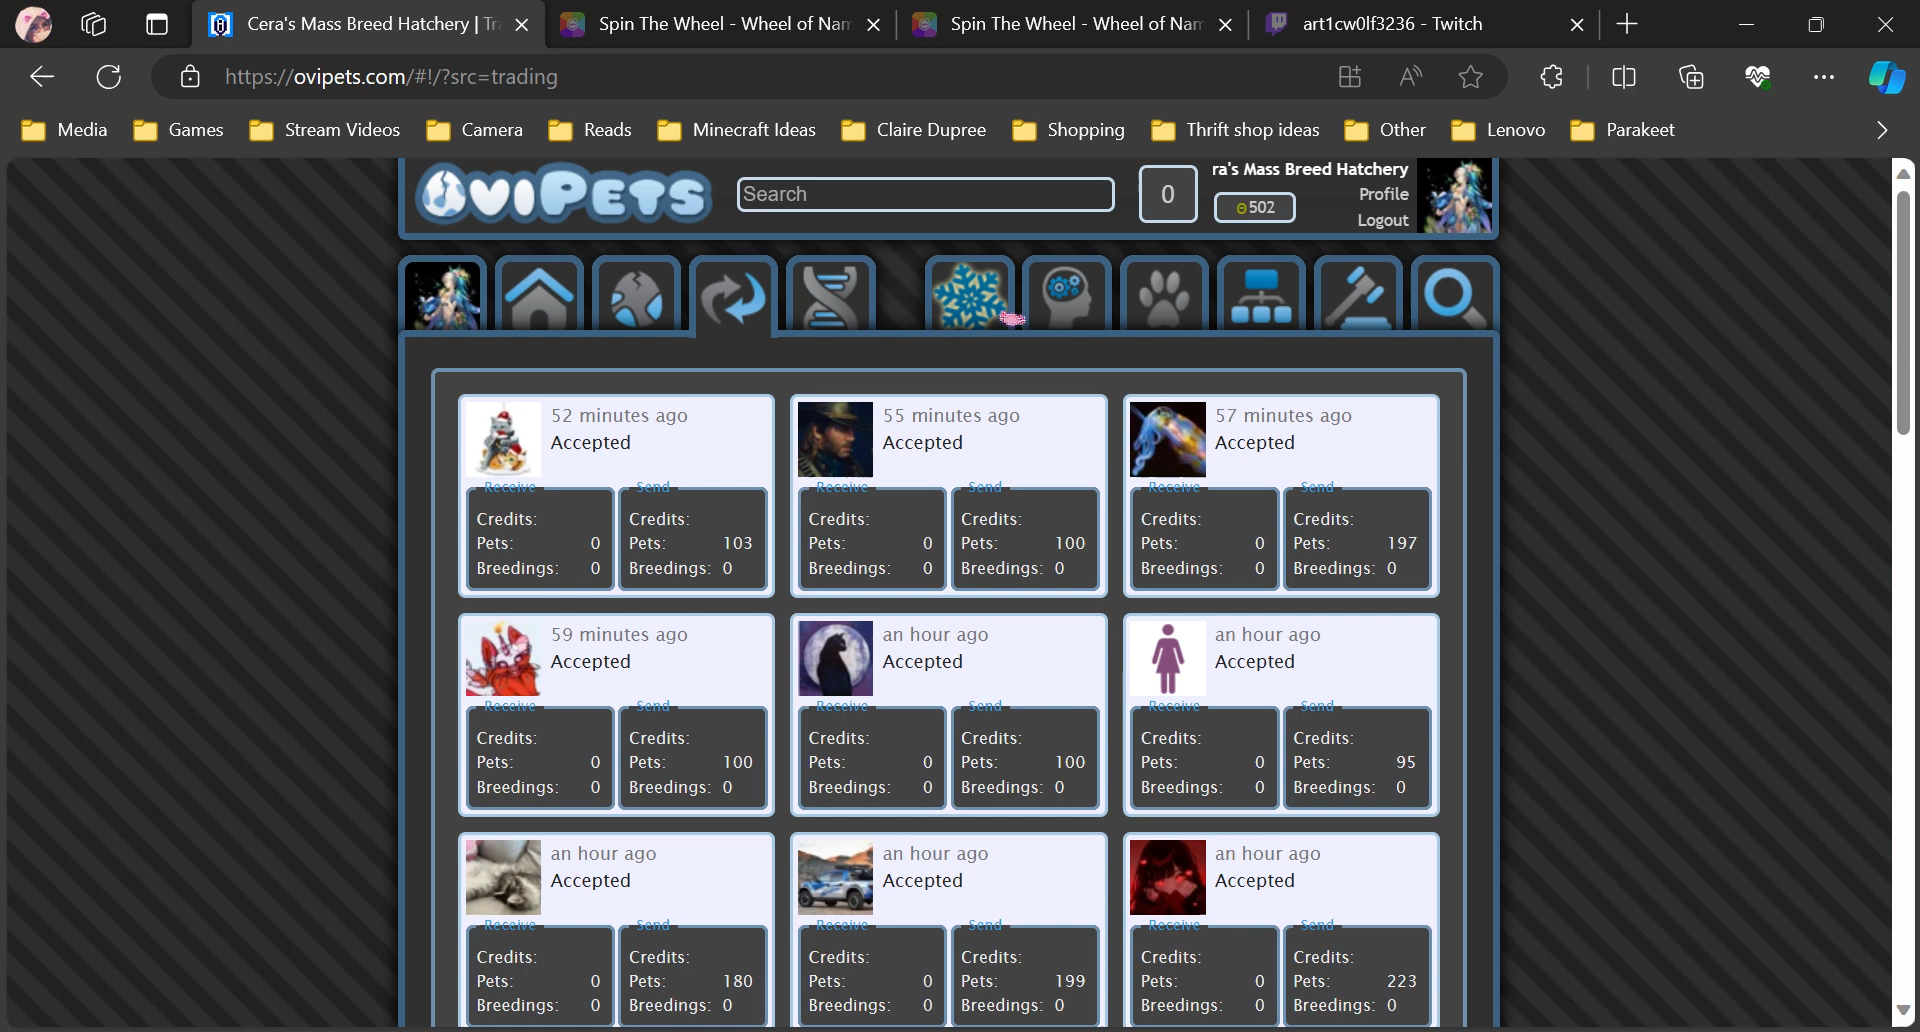 Cera's Mass Breed Hatchery | Tra
Spin The Wheel - Wheel of Nam
Spin The Wheel - Wheel of Nam
art1cw0lf3236 - Twitch
https://ovipets.com/#!/?src=trading
Media
Games
Stream Videos
Camera
Reads
Minecraft Ideas
Claire Dupree
Shopping
Thrift shop ideas
Other
Lenovo
Parakeet
OviPets
Search
0
ra's Mass Breed Hatchery
502
Profile
Logout
52 minutes ago
Accepted
Receive
Credits:
Pets: 0
Breedings: 0
Send
Credits:
Pets: 103
Breedings: 0
55 minutes ago
Accepted
Receive
Credits:
Pets: 0
Breedings: 0
Send
Credits:
Pets: 100
Breedings: 0
57 minutes ago
Accepted
Receive
Credits:
Pets: 0
Breedings: 0
Send
Credits:
Pets: 197
Breedings: 0
59 minutes ago
Accepted
Receive
Credits:
Pets: 0
Breedings: 0
Send
Credits:
Pets: 100
Breedings: 0
an hour ago
Accepted
Receive
Credits:
Pets: 0
Breedings: 0
Send
Credits:
Pets: 100
Breedings: 0
an hour ago
Accepted
Receive
Credits:
Pets: 0
Breedings: 0
Send
Credits:
Pets: 95
Breedings: 0
an hour ago
Accepted
Receive
Credits:
Pets: 0
Breedings: 0
Send
Credits:
Pets: 180
Breedings: 0
an hour ago
Accepted
Receive
Credits:
Pets: 0
Breedings: 0
Send
Credits:
Pets: 199
Breedings: 0
an hour ago
Accepted
Receive
Credits:
Pets: 0
Breedings: 0
Send
Credits:
Pets: 223
Breedings: 0